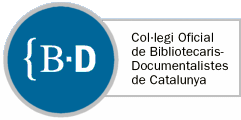 {B·D
Col·legi Oficial
de Bibliotecaris-
Documentalistes
de Catalunya